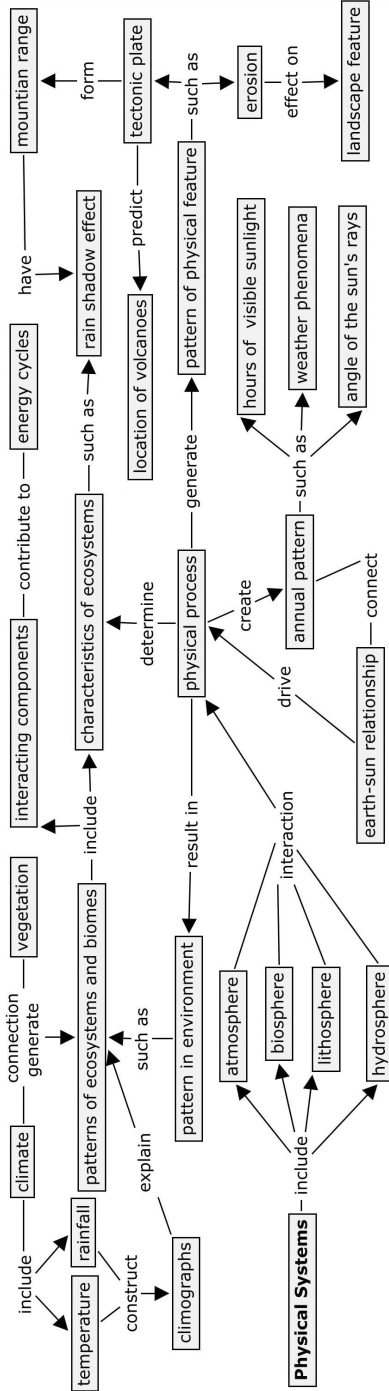 climate
connection
generate
vegetation
include
temperature
rainfall
construct
climographs
explain
patterns of ecosystems and biomes
include
interacting components
contribute to
energy cycles
characteristics of ecosystems
such as
rain shadow effect
have
mountian range
form
tectonic plate
predict
location of volcanoes
such as
erosion
effect on
landscape feature
pattern in environment
such as
result in
physical process
determine
generate
pattern of physical feature
create
annual pattern
such as
hours of visible sunlight
weather phenomena
angle of the sun's rays
drive
earth-sun relationship
connect
Physical Systems
include
atmosphere
biosphere
lithosphere
hydrosphere
interaction